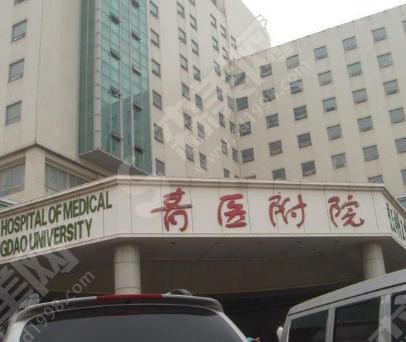 HOSPITAL OF MEDICAL
GDAO UNIVERSITY
青医附院